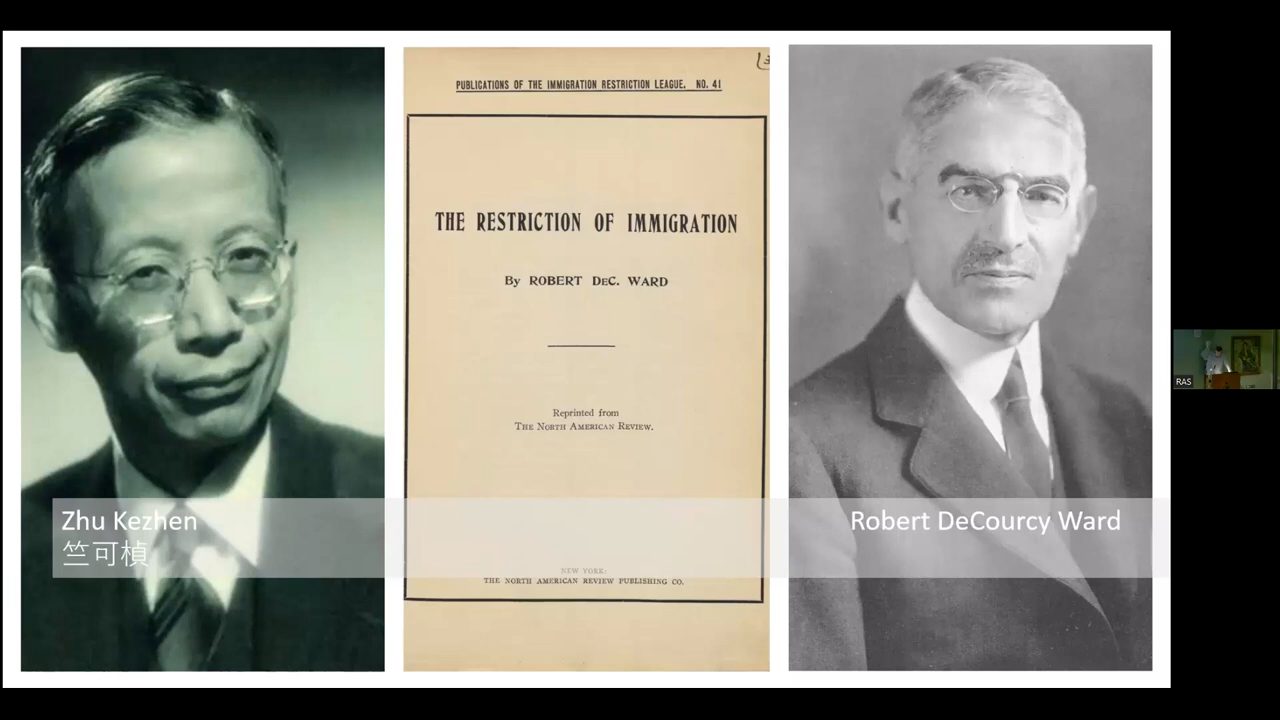 PUBLICATIONS OF THE IMMIGRATION RESTRICTION LEAGUE. NO. 41
THE RESTRICTION OF IMMIGRATION
By ROBERT DEC. WARD
Reprinted from
THE NORTH AMERICAN REVIEW.
NEW YORK:
THE NORTH AMERICAN REVIEW PUBLISHING CO.
Zhu Kezhen
竺可楨
Robert DeCourcy Ward
RAS